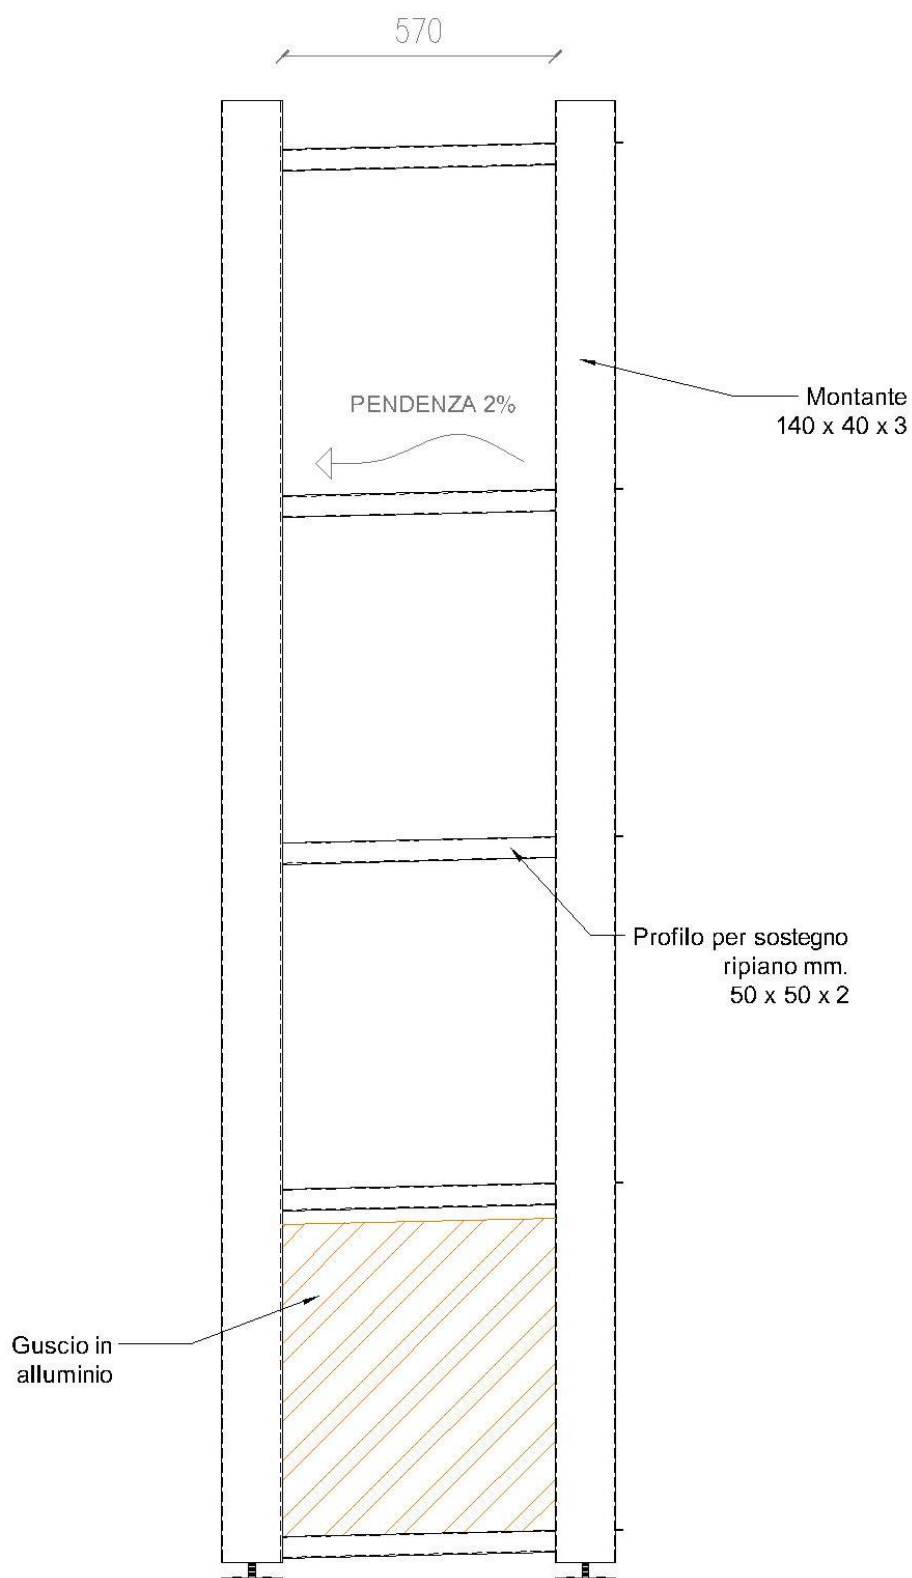 570
PENDENZA 2%
Montante
140 x 40 x 3
Profilo per sostegno
ripiano mm.
50 x 50 x 2
Guscio in
alluminio